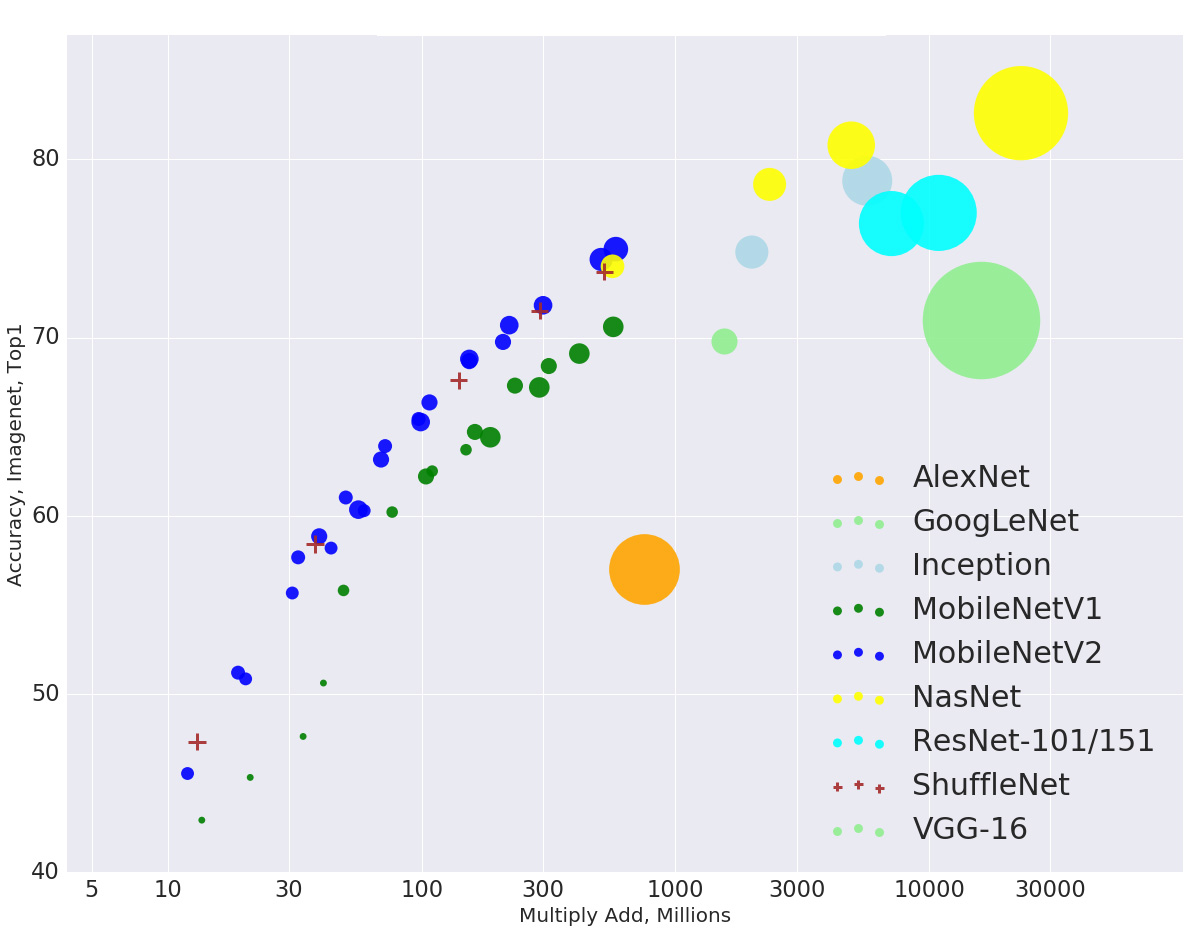 80
70
60
50
40
Accuracy, Imagenet, Top1
AlexNet
GoogLeNet
Inception
MobileNetV1
MobileNetV2
NasNet
ResNet-101/151
ShuffleNet
VGG-16
5 10 30 100 300 1000 3000 10000 30000
Multiply Add, Millions